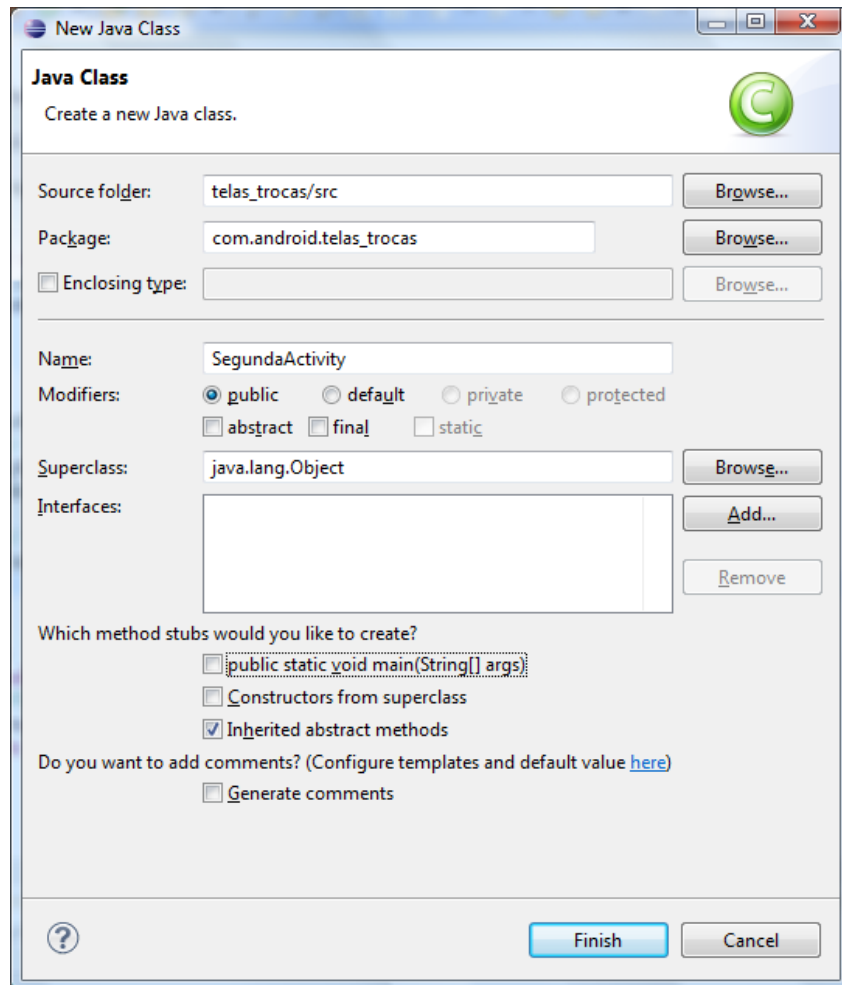 New Java Class
Java Class
Create a new Java class.
Source folder: telas_trocas/src Browse...
Package: com.android.telas_trocas Browse...
Enclosing type: Browse...
Name: SegundaActivity
Modifiers: public default private protected
abstract final static
Superclass: java.lang.Object Browse...
Interfaces: Add...
Remove
Which method stubs would you like to create?
public static void main(String[] args)
Constructors from superclass
Inherited abstract methods
Do you want to add comments? (Configure templates and default value here)
Generate comments
Finish Cancel